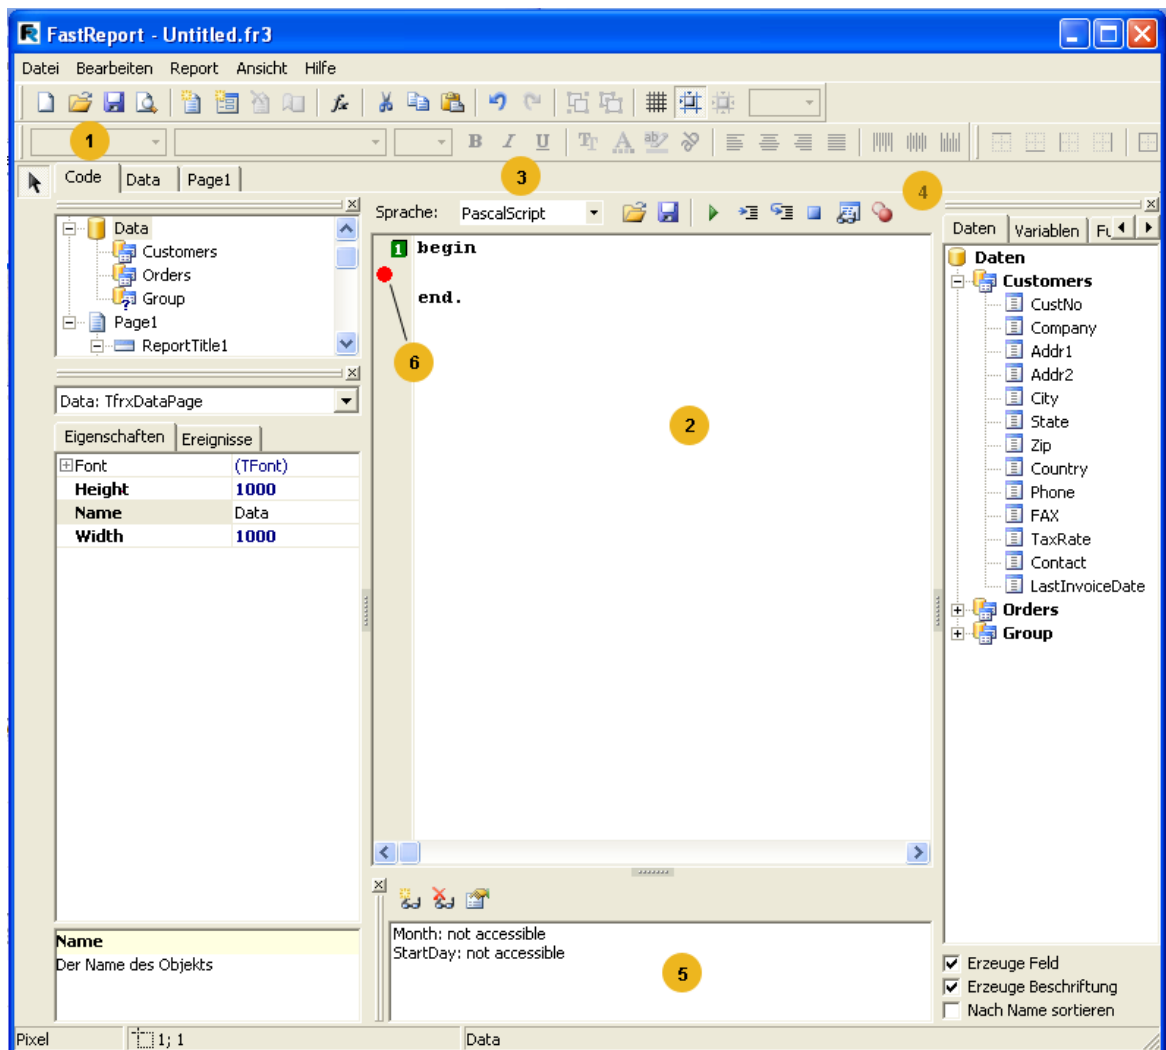 FastReport - Untitled.fr3
Datei Bearbeiten Report Ansicht Hilfe
1
B I U
Code Data Page1
3
4
Sprache: PascalScript
Data
Customers
Orders
Group
Page1
ReportTitle1
1 begin
end.
6
2
Data: TfrxDataPage
Eigenschaften Ereignisse
Font (TFont)
Height 1000
Name Data
Width 1000
Name
Der Name des Objekts
Month: not accessible
StartDay: not accessible
5
Daten Variablen
Daten
Customers
CustNo
Company
Addr1
Addr2
City
State
Zip
Country
Phone
FAX
TaxRate
Contact
LastInvoiceDate
Orders
Group
Erzeuge Feld
Erzeuge Beschriftung
Nach Name sortieren
Pixel 1; 1 Data